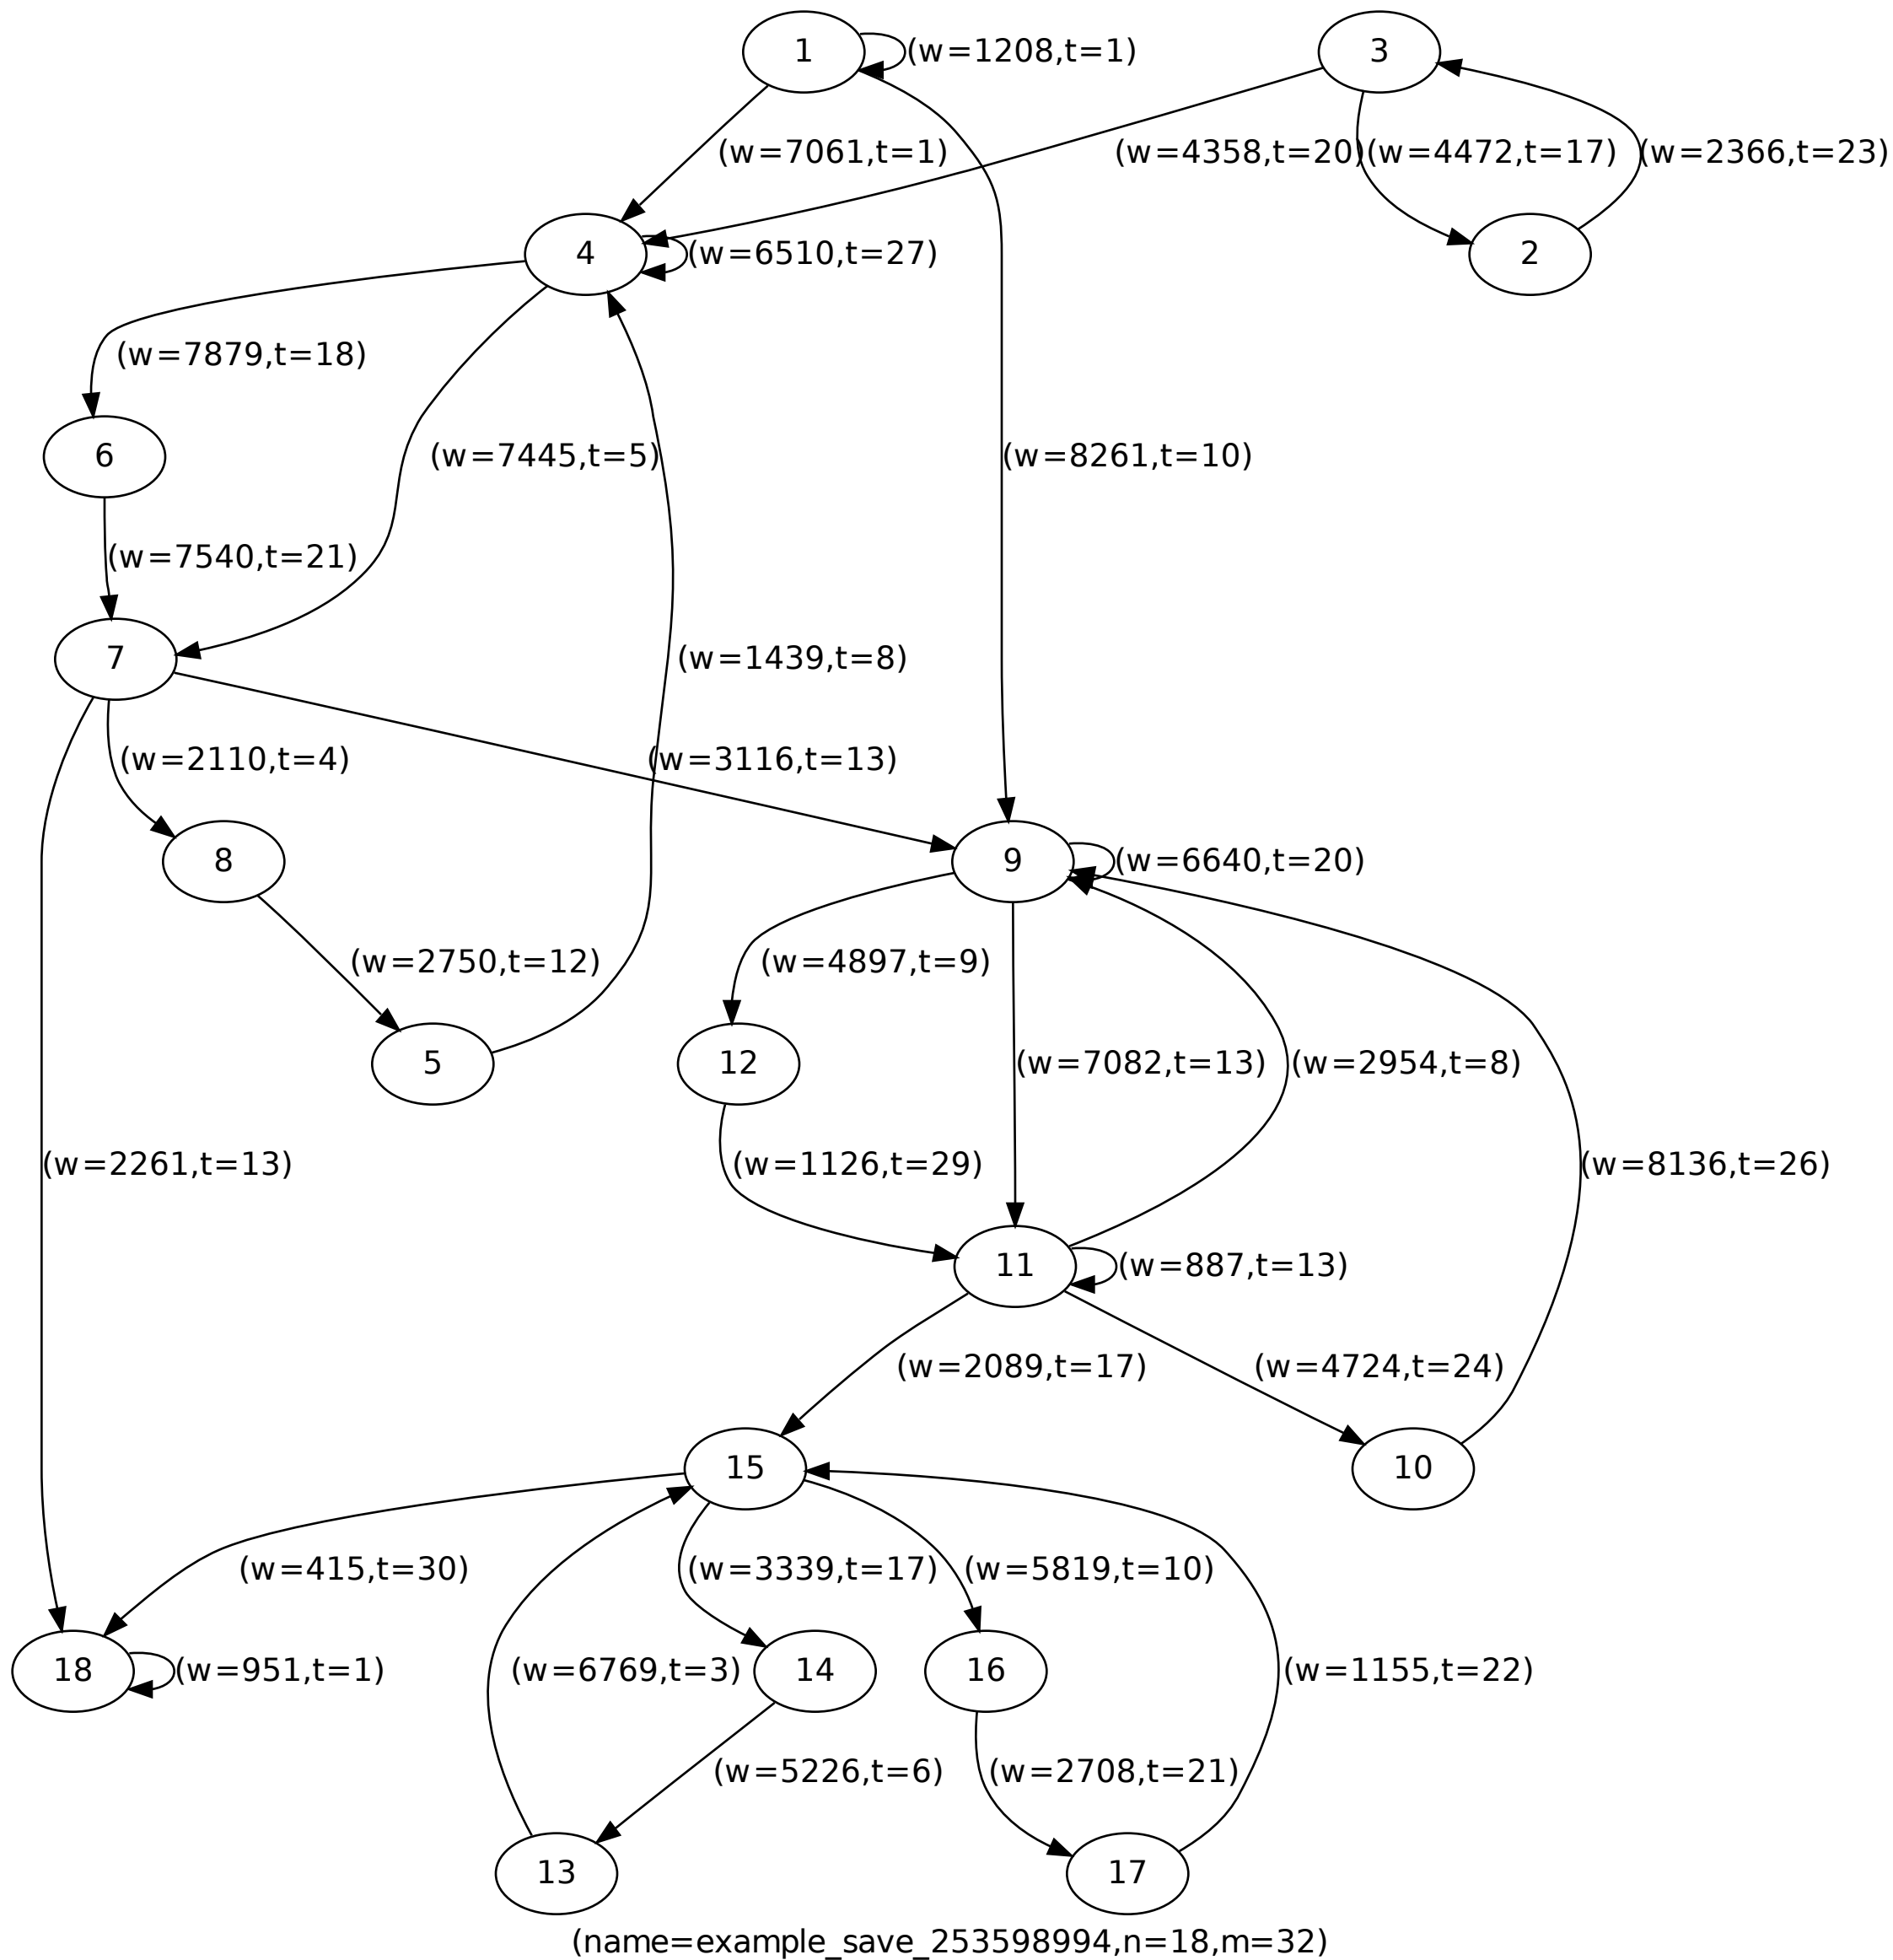 1
(w=1208,t=1)
3
(w=7061,t=1)
(w=4358,t=20)
(w=4472,t=17)
(w=2366,t=23)
4
(w=6510,t=27)
2
(w=7879,t=18)
6
(w=7445,t=5)
(w=8261,t=10)
(w=7540,t=21)
7
(w=1439,t=8)
(w=2110,t=4)
(w=3116,t=13)
8
9
(w=6640,t=20)
(w=2750,t=12)
(w=4897,t=9)
5
12
(w=7082,t=13)
(w=2954,t=8)
(w=2261,t=13)
(w=1126,t=29)
(w=8136,t=26)
11
(w=887,t=13)
(w=2089,t=17)
(w=4724,t=24)
15
10
(w=415,t=30)
(w=3339,t=17)
(w=5819,t=10)
18
(w=951,t=1)
(w=6769,t=3)
14
16
(w=1155,t=22)
(w=5226,t=6)
(w=2708,t=21)
13
17
(name=example_save_253598994,n=18,m=32)